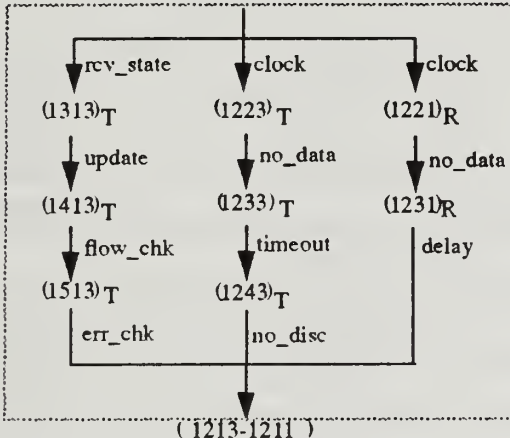 rcv_state clock clock
(1313)T (1223)T (1221)R
update no_data no_data
(1413)T (1233)T (1231)R
flow_chk timeout delay
(1513)T (1243)T
err_chk no_disc
(1213-1211)